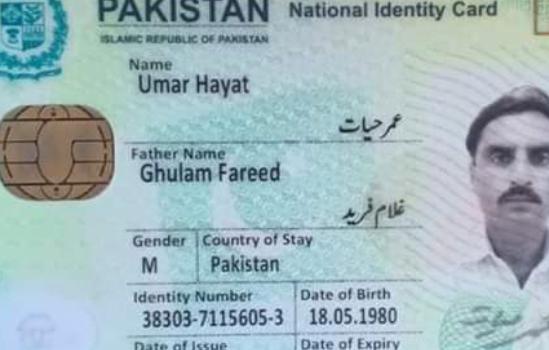 PAKISTAN National Identity Card
ISLAMIC REPUBLIC OF PAKISTAN
Name
Umar Hayat
عمر حیات
Father Name
Ghulam Fareed
غلام فرید
Gender Country of Stay
M Pakistan
Identity Number Date of Birth
38303-7115605-3 18.05.1980
Date of Issue Date of Expiry